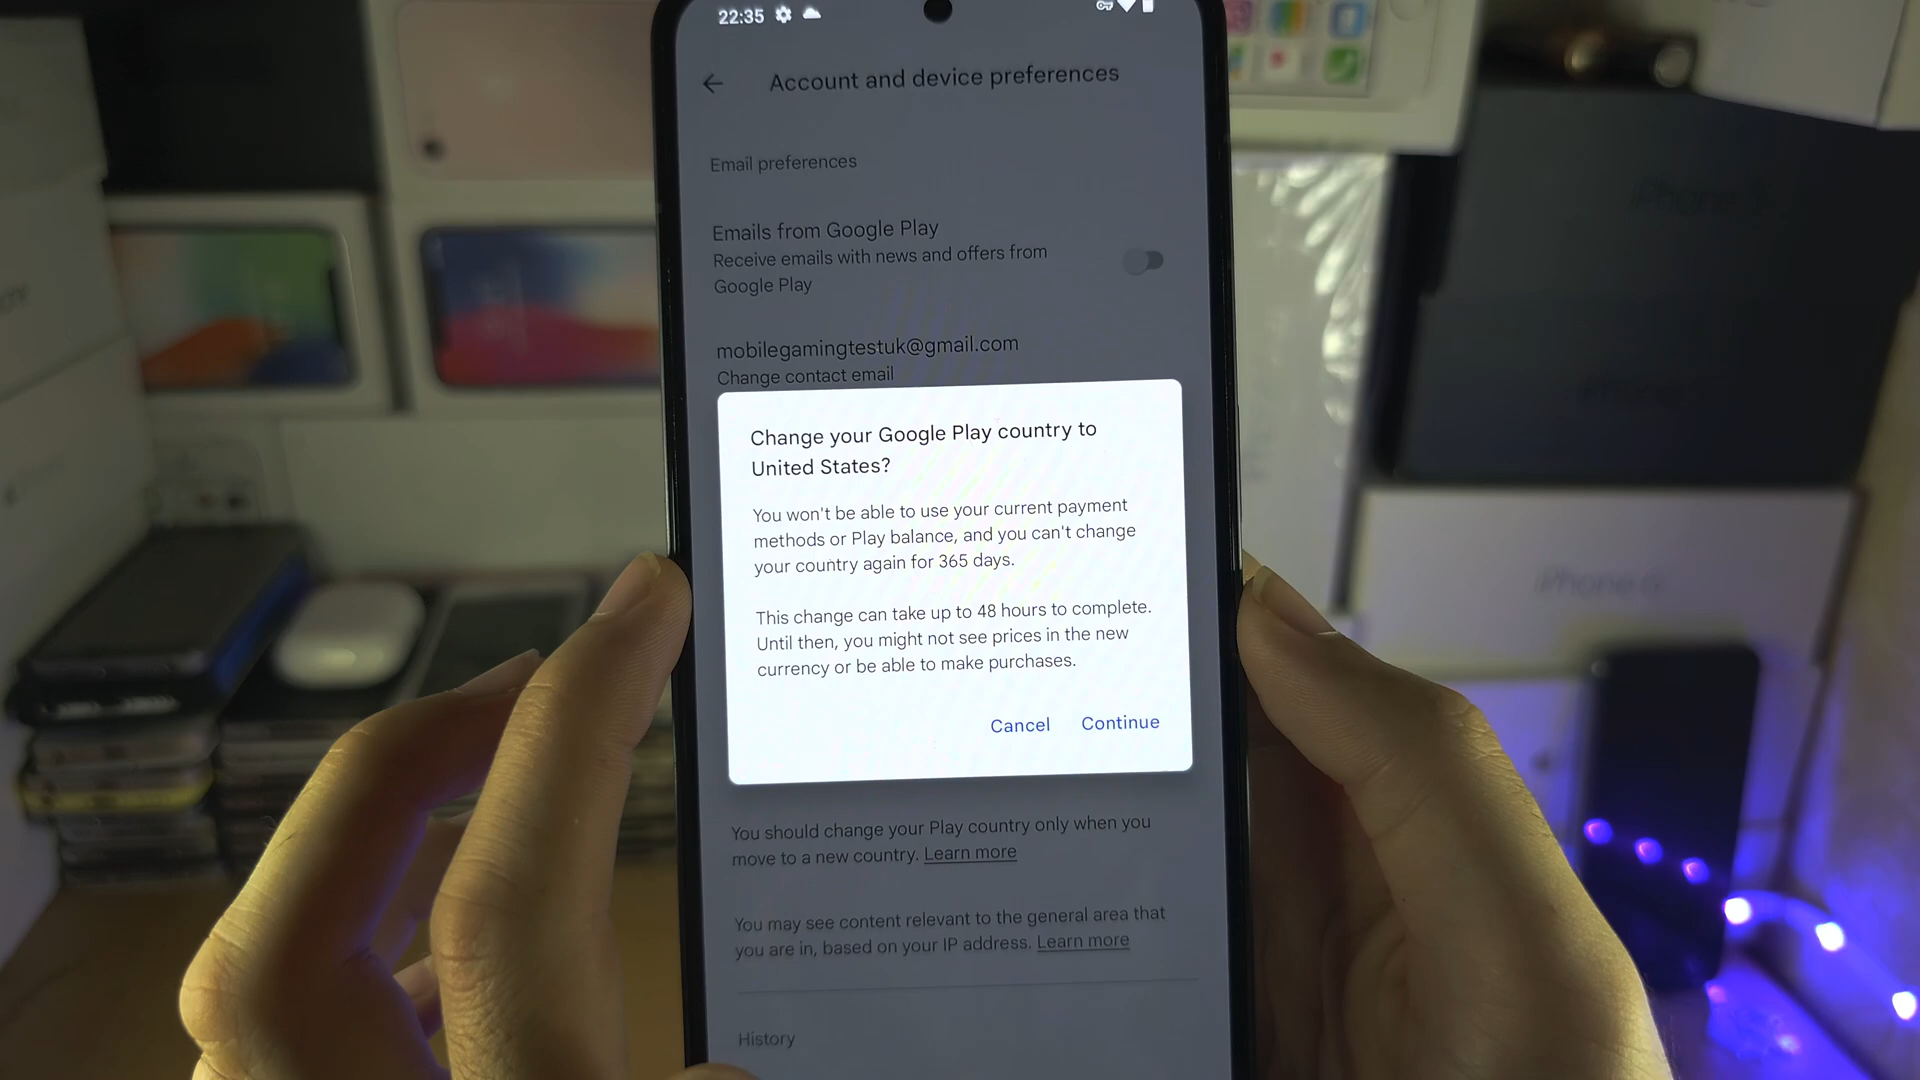 22:35
Account and device preferences
Email preferences
Emails from Google Play
Receive emails with news and offers from
Google Play
mobilegamingtestuk@gmail.com
Change contact email
Change your Google Play country to
United States?
You won't be able to use your current payment
methods or Play balance, and you can't change
your country again for 365 days.
This change can take up to 48 hours to complete.
Until then, you might not see prices in the new
currency or be able to make purchases.
Cancel Continue
You should change your Play country only when you
move to a new country. Learn more
You may see content relevant to the general area that
you are in, based on your IP address. Learn more
History